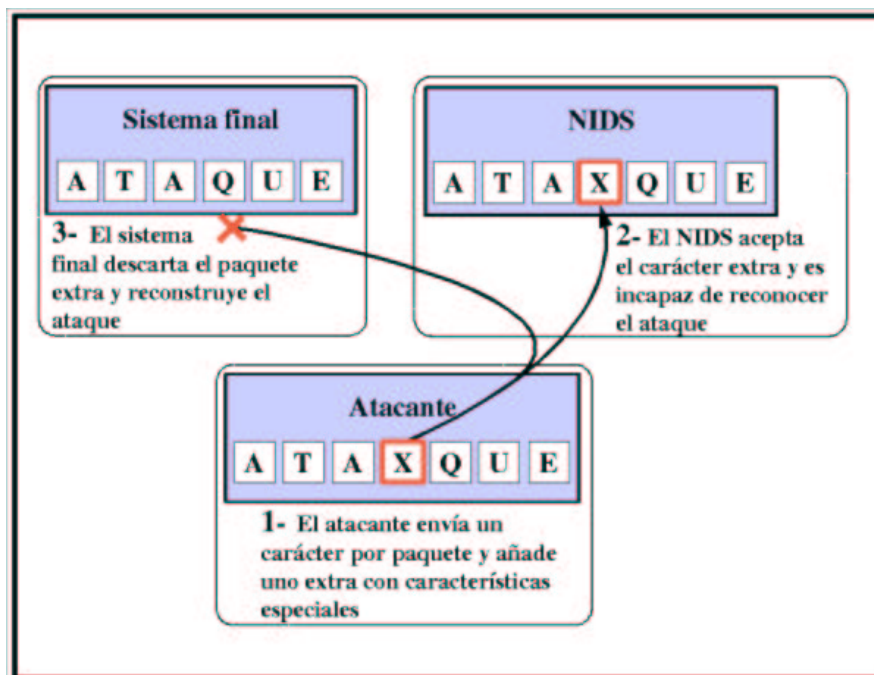 Sistema final
A T A Q U E
3- El sistema
final descarta el paquete
extra y reconstruye el
ataque
NIDS
A T A X Q U E
2- El NIDS acepta
el carácter extra y es
incapaz de reconocer
el ataque
Atacante
A T A X Q U E
1- El atacante envía un
carácter por paquete y añade
uno extra con características
especiales